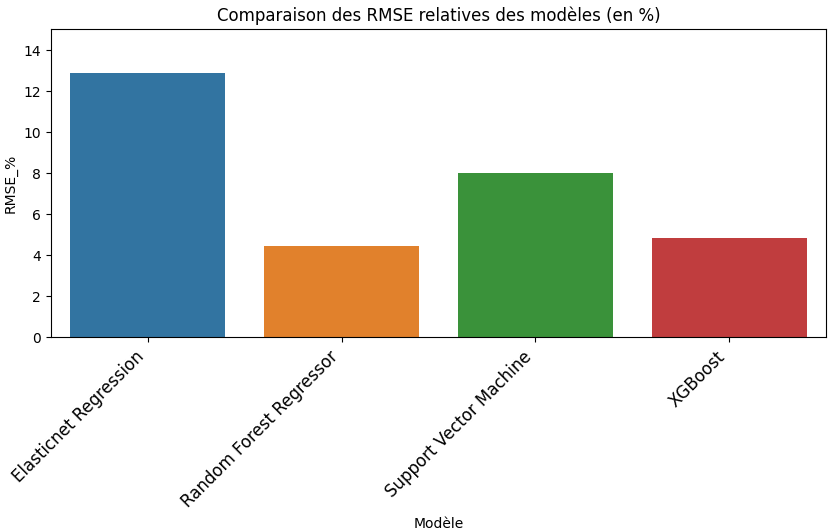 Comparaison des RMSE relatives des modèles (en %)
RMSE_%
14
12
10
8
6
4
2
0
Elasticnet Regression
Random Forest Regressor
Support Vector Machine
XGBoost
Modèle